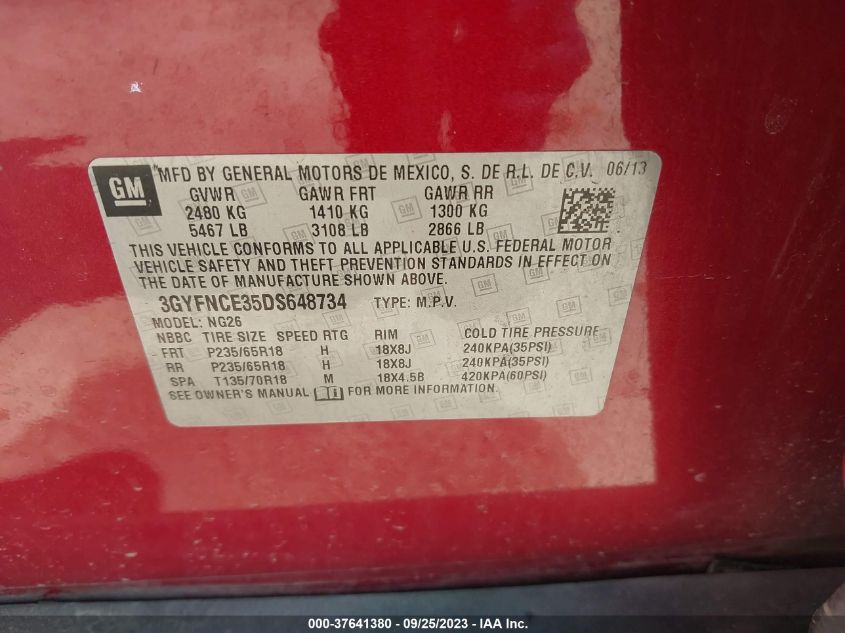 GM
MFD BY GENERAL MOTORS DE MEXICO, S. DE R.L. DE C.V. 06/13
GVWR GAWR FRT GAWR RR
2480 KG 1410 KG 1300 KG
5467 LB 3108 LB 2866 LB
THIS VEHICLE CONFORMS TO ALL APPLICABLE U.S. FEDERAL MOTOR
VEHICLE SAFETY AND THEFT PREVENTION STANDARDS IN EFFECT ON
THE DATE OF MANUFACTURE SHOWN ABOVE.
3GYFNCE35DS648734 TYPE: M.P.V.
MODEL: NG26
NBBC TIRE SIZE SPEED RTG RIM COLD TIRE PRESSURE
FRT P235/65R18 H 18X8J 240KPA(35PSI)
RR P235/65R18 H 18X8J 240KPA(35PSI)
SPA T135/70R18 M 18X4.5B 420KPA(60PSI)
SEE OWNER'S MANUAL FOR MORE INFORMATION.
000-37641380 - 09/25/2023 - IAA Inc.